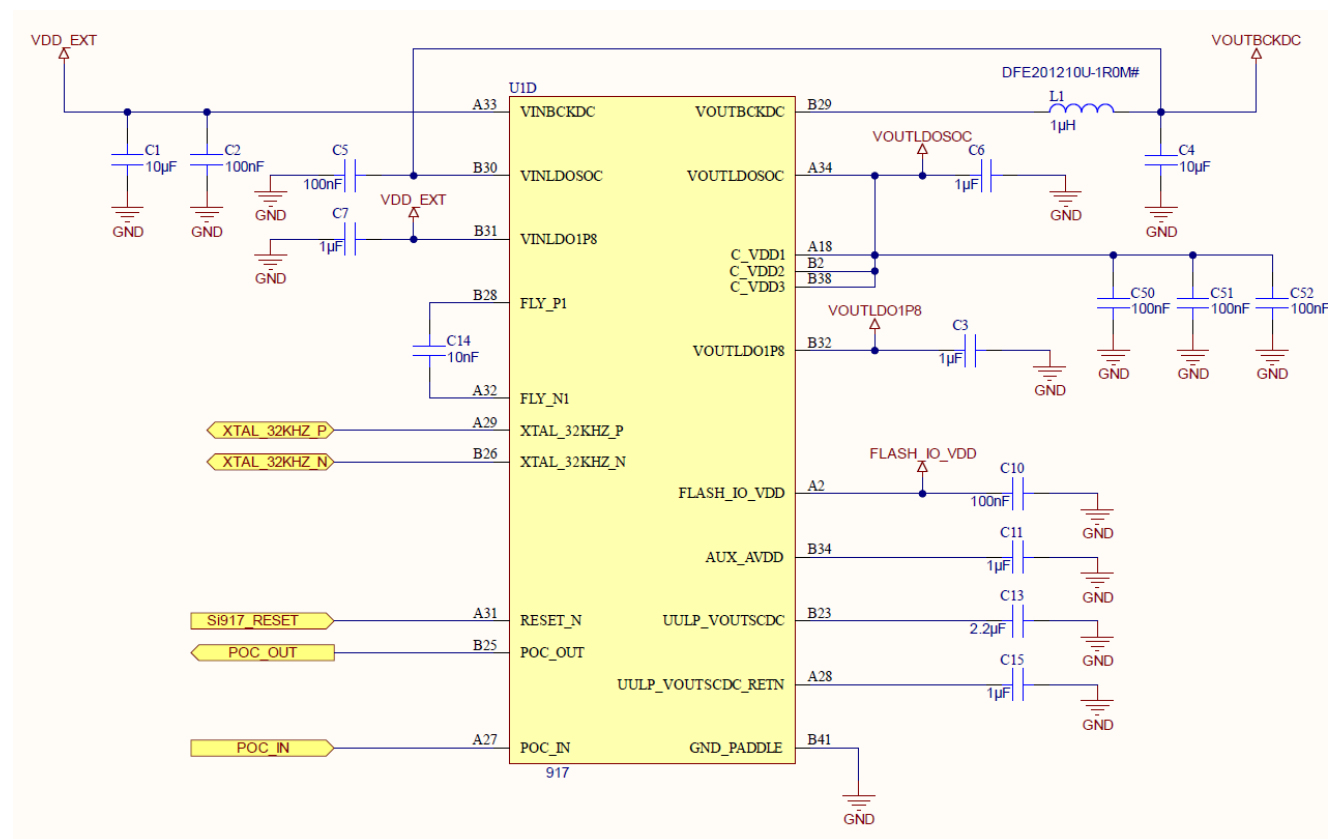 VDD_EXT
VOUTBCKDC
DFE201210U-1R0M#
U1D
L1
1µH
A33
VINBCKDC
VOUTBCKDC
B29
C1
10µF
C2
100nF
C5
100nF
VOUTLDOSOC
C6
1µF
C4
10µF
B30
VINLDOSOC
VOUTLDOSOC
A34
GND
GND
GND
GND
GND
VDD_EXT
C7
1µF
B31
VINLDO1P8
GND
C_VDD1
A18
C_VDD2
B2
C_VDD3
B38
C50
100nF
C51
100nF
C52
100nF
GND
GND
GND
B28
FLY_P1
VOUTLDO1P8
C3
1µF
C14
10nF
VOUTLDO1P8
B32
GND
A32
FLY_N1
XTAL_32KHZ_P
A29
XTAL_32KHZ_P
XTAL_32KHZ_N
B26
XTAL_32KHZ_N
FLASH_IO_VDD
C10
100nF
FLASH_IO_VDD
A2
GND
C11
1µF
AUX_AVDD
B34
GND
Si917_RESET
A31
RESET_N
UULP_VOUTSCDC
B23
C13
2.2µF
GND
POC_OUT
B25
POC_OUT
UULP_VOUTSCDC_RETN
A28
C15
1µF
GND
POC_IN
A27
POC_IN
GND_PADDLE
B41
917
GND